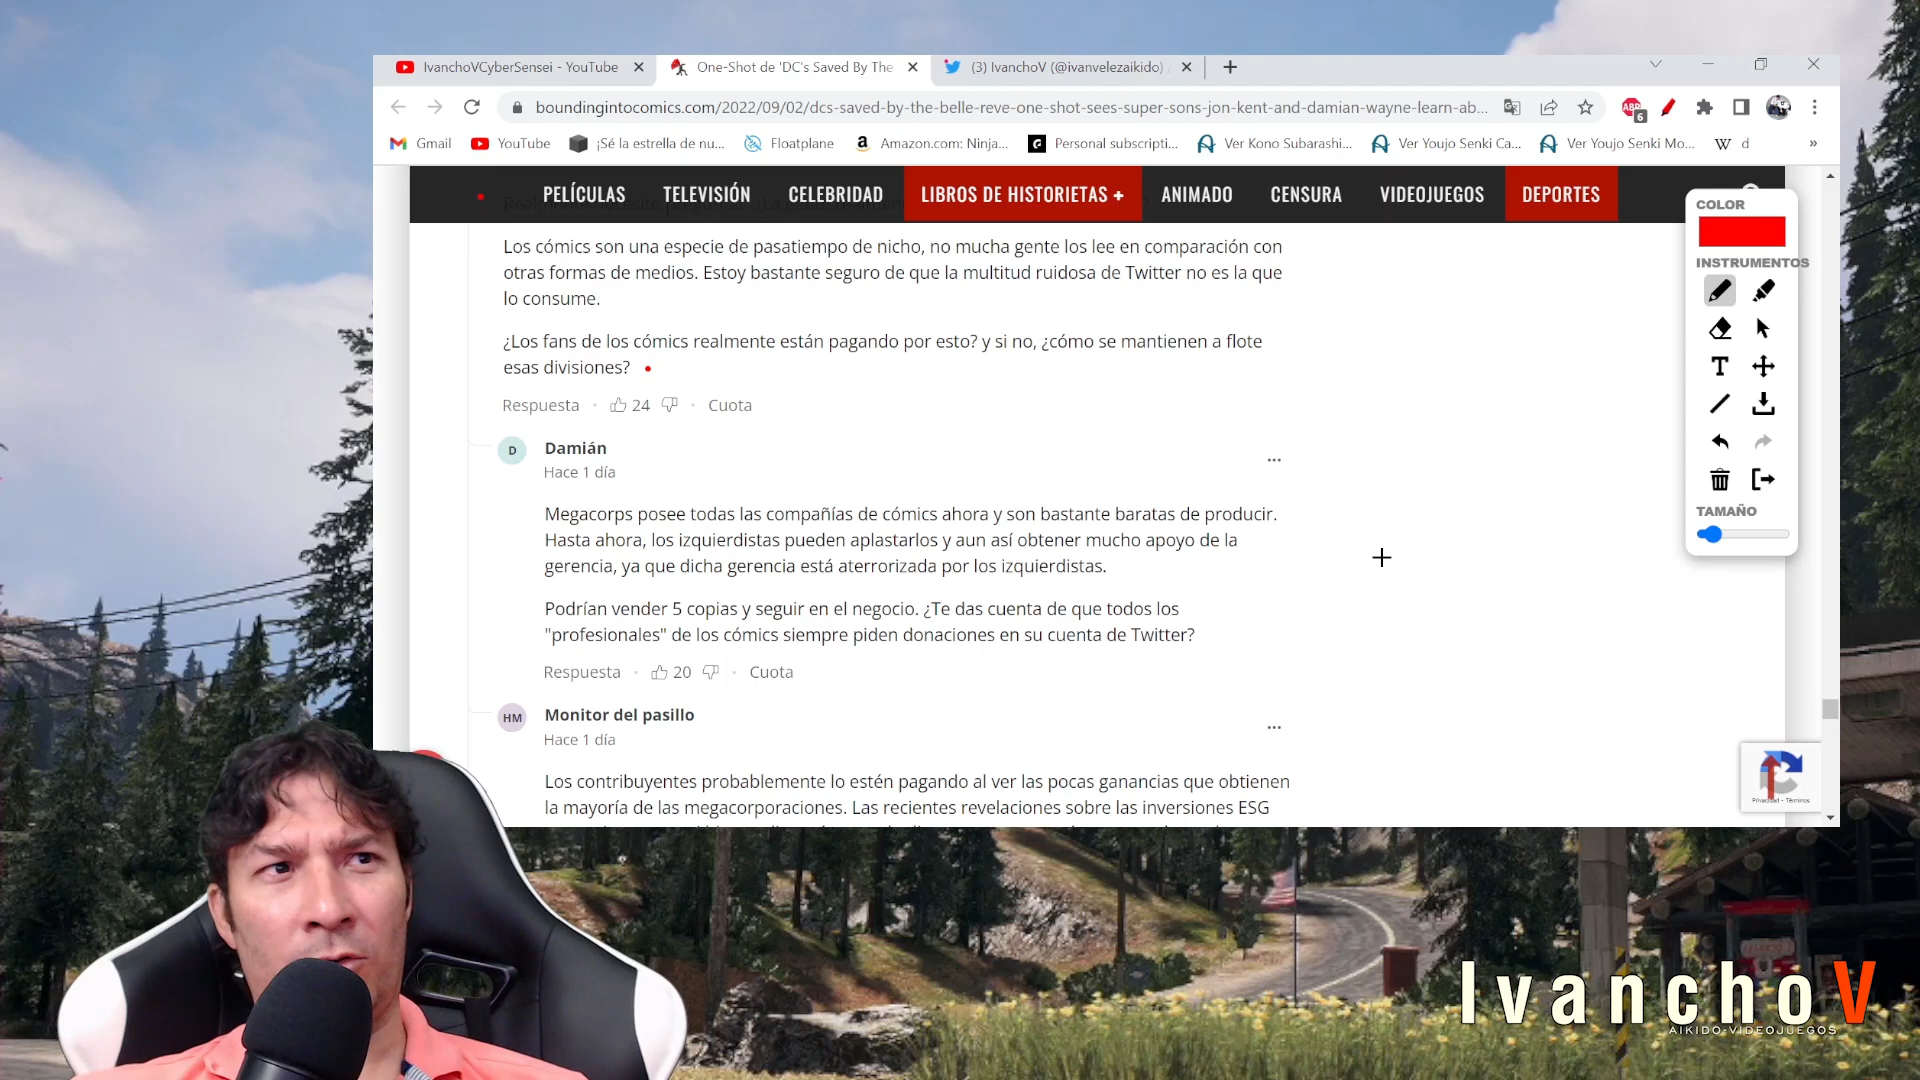 IvanchoVCyberSensei - YouTube
One-Shot de 'DC's Saved By The
(3) IvanchoV (@ivanvelezaikido)
boundingintocomics.com/2022/09/02/dcs-saved-by-the-belle-reve-one-shot-sees-super-sons-jon-kent-and-damian-wayne-learn-ab...
6
Gmail
YouTube
¡Sé la estrella de nu...
Floatplane
Amazon.com: Ninja...
Personal subscripti...
Ver Kono Subarashi...
Ver Youjo Senki Ca...
Ver Youjo Senki Mo...
W d
»
PELÍCULAS
TELEVISIÓN
CELEBRIDAD
LIBROS DE HISTORIETAS +
ANIMADO
CENSURA
VIDEOJUEGOS
DEPORTES
COLOR
INSTRUMENTOS
T
TAMAÑO
Los cómics son una especie de pasatiempo de nicho, no mucha gente los lee en comparación con
otras formas de medios. Estoy bastante seguro de que la multitud ruidosa de Twitter no es la que
lo consume.
¿Los fans de los cómics realmente están pagando por esto? y si no, ¿cómo se mantienen a flote
esas divisiones?
Respuesta
24
Cuota
D
Damián
Hace 1 día
...
Megacorps posee todas las compañías de cómics ahora y son bastante baratas de producir.
Hasta ahora, los izquierdistas pueden aplastarlos y aun así obtener mucho apoyo de la
gerencia, ya que dicha gerencia está aterrorizada por los izquierdistas.
Podrían vender 5 copias y seguir en el negocio. ¿Te das cuenta de que todos los
"profesionales" de los cómics siempre piden donaciones en su cuenta de Twitter?
Respuesta
20
Cuota
HM
Monitor del pasillo
Hace 1 día
...
Los contribuyentes probablemente lo estén pagando al ver las pocas ganancias que obtienen
la mayoría de las megacorporaciones. Las recientes revelaciones sobre las inversiones ESG
Privacidad - Términos
IvanchoV
AIKIDO-VIDEOJUEGOS